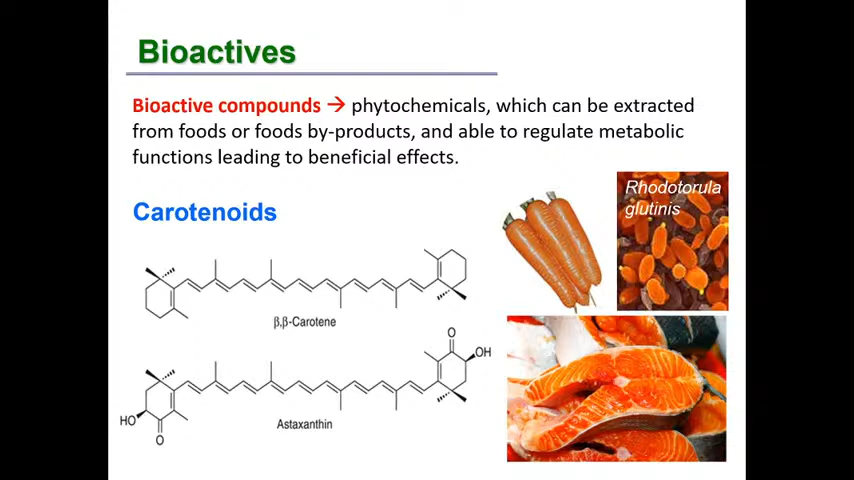 Bioactives
Bioactive compounds → phytochemicals, which can be extracted
from foods or foods by-products, and able to regulate metabolic
functions leading to beneficial effects.
Carotenoids
Rhodotorula
glutinis
β,β-Carotene
O
OH
HO
O
Astaxanthin